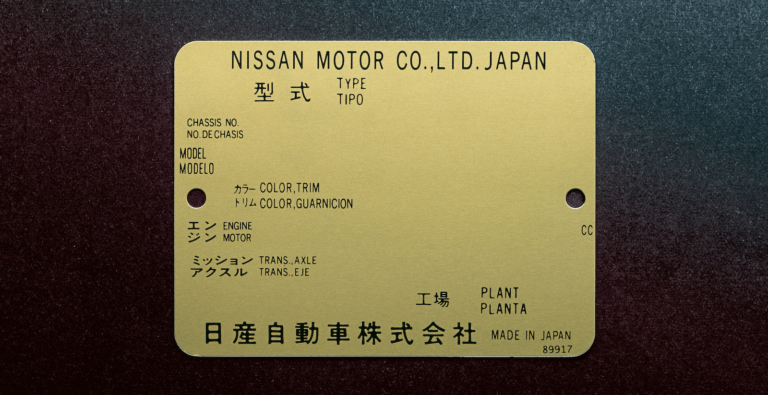 NISSAN MOTOR CO.,LTD. JAPAN
型式 TYPE
TIPO
CHASSIS NO.
NO. DE CHASIS
MODEL
MODELO
カラー COLOR,TRIM
トリム COLOR,GUARNICION
エン ENGINE
ジン MOTOR
CC
ミッション TRANS.,AXLE
アクスル TRANS.,EJE
工場 PLANT
PLANTA
日産自動車株式会社 MADE IN JAPAN
89917